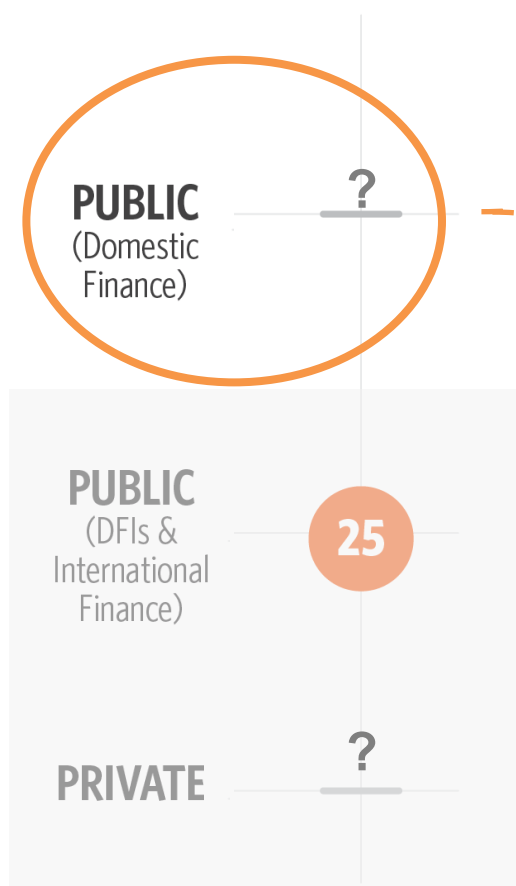 ?
PUBLIC
(Domestic
Finance)
PUBLIC
(DFIs &
International
Finance)
25
?
PRIVATE